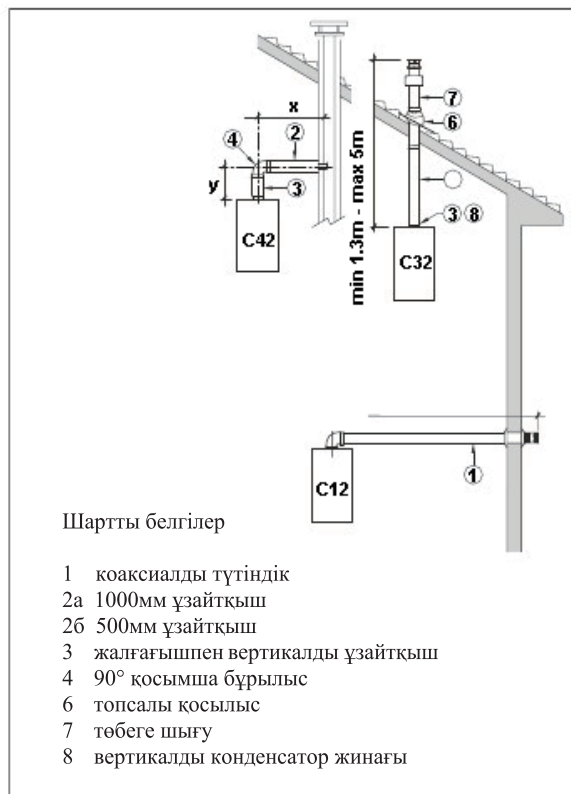 x
7
6
4
2
y
3
C42
min 1.3m - max 5m
3 8
C32
1
C12
Шартты белгілер
1 коаксиалды түтіндік
2а 1000мм ұзайтқыш
2б 500мм ұзайтқыш
3 жалғағышпен вертикалды ұзайтқыш
4 90° қосымша бұрылыс
6 топсалы қосылыс
7 төбеге шығу
8 вертикалды конденсатор жинағы